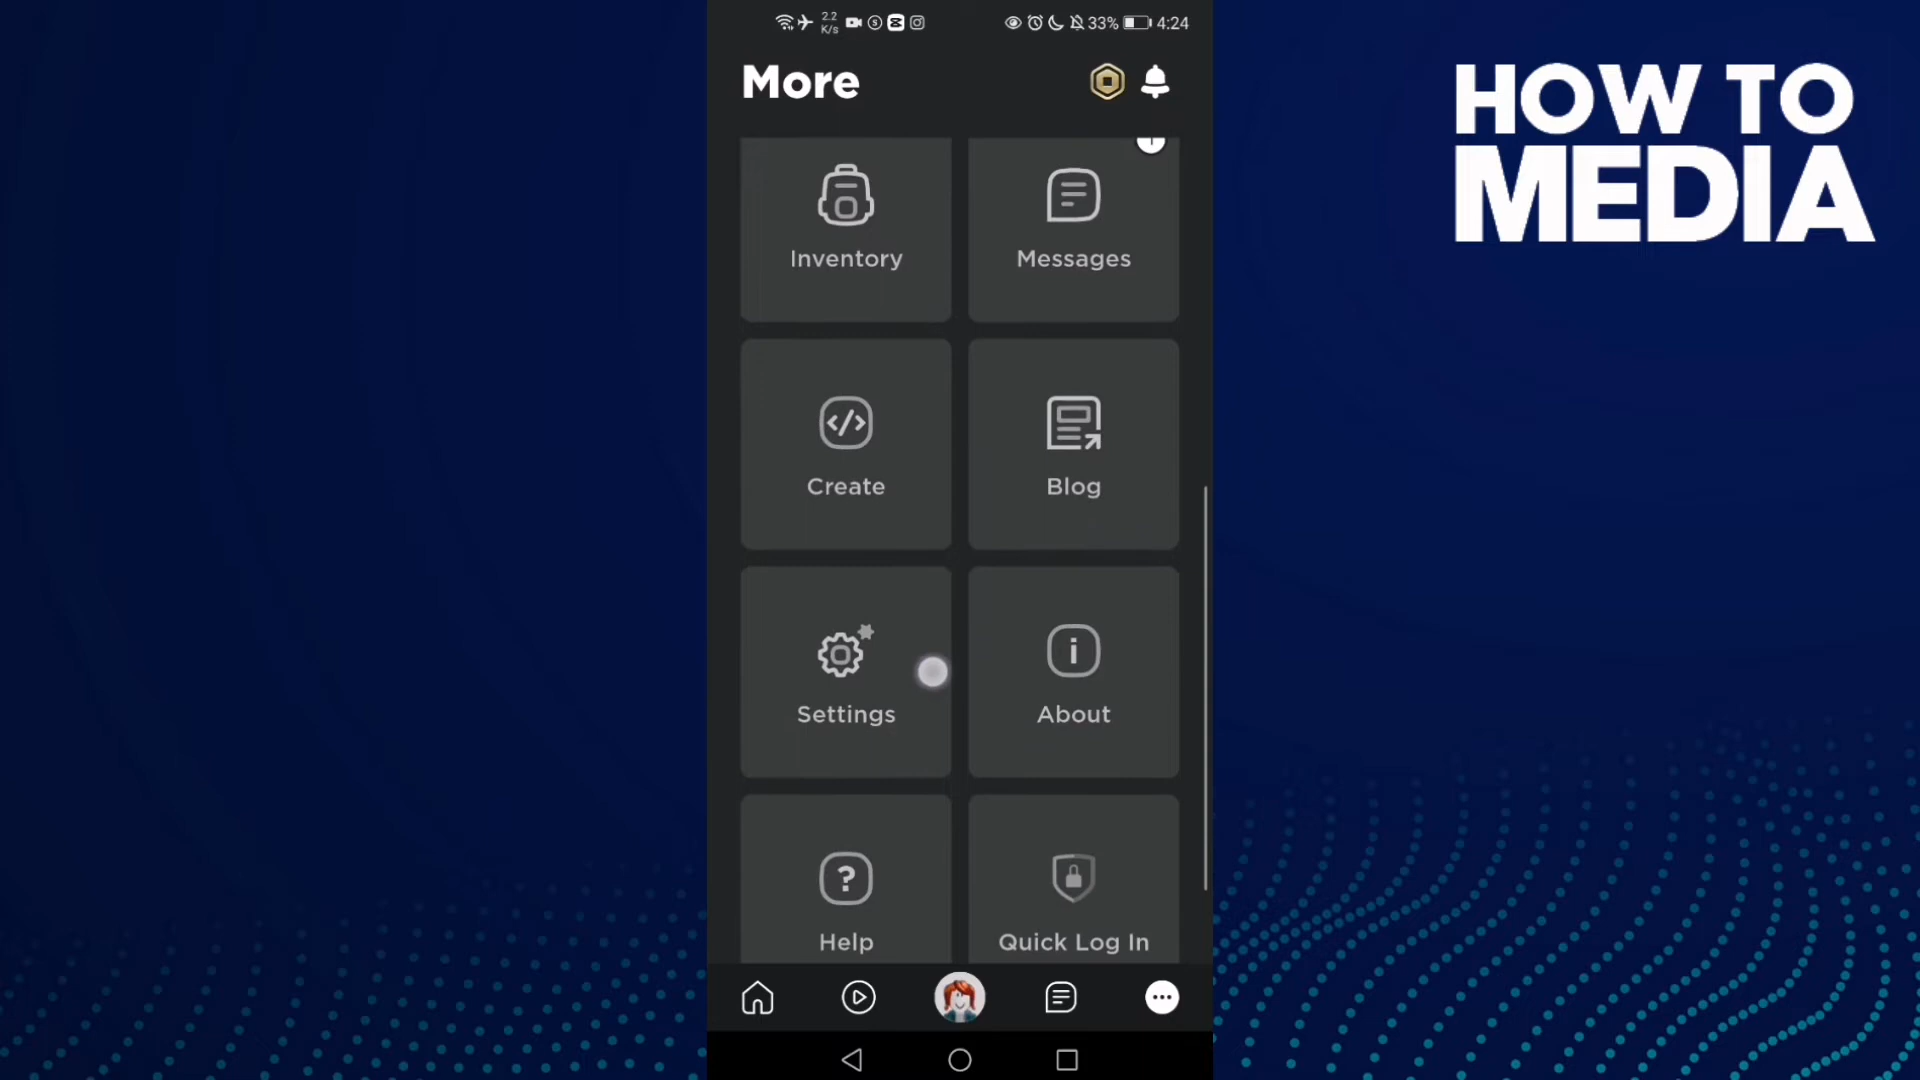 2.2
K/s
33%
4:24
More
HOW TO
MEDIA
Inventory
Messages
Create
Blog
Settings
About
Help
Quick Log In